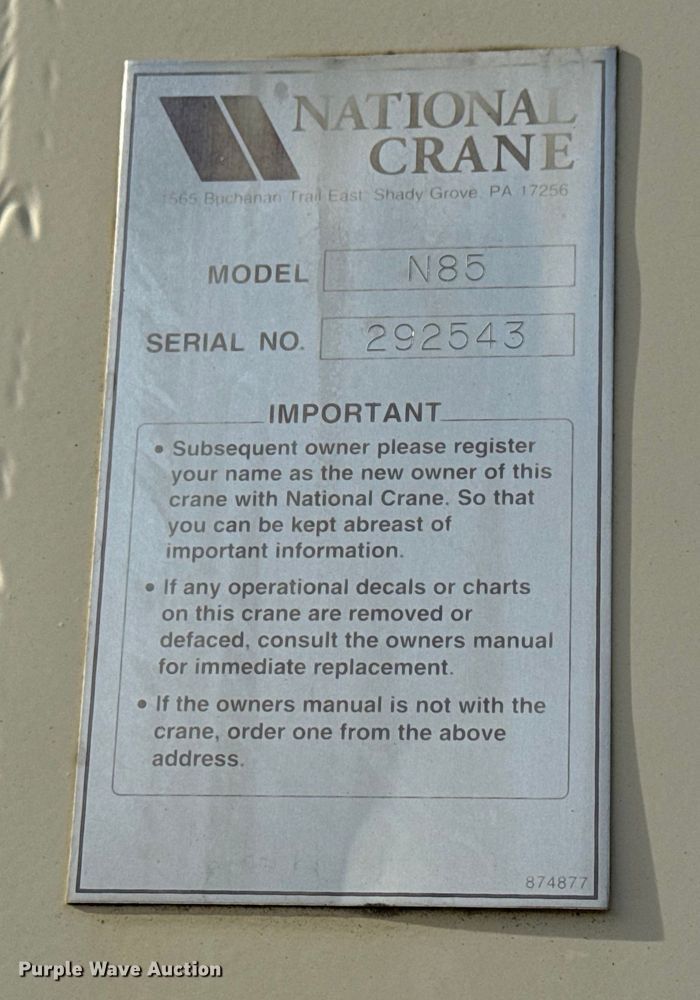 NATIONAL
CRANE
1565 Buchanan Trail East Shady Grove, PA 17256
MODEL N85
SERIAL NO. 292543
IMPORTANT
• Subsequent owner please register
your name as the new owner of this
crane with National Crane. So that
you can be kept abreast of
important information.
• If any operational decals or charts
on this crane are removed or
defaced, consult the owners manual
for immediate replacement.
• If the owners manual is not with the
crane, order one from the above
address.
874877
Purple Wave Auction